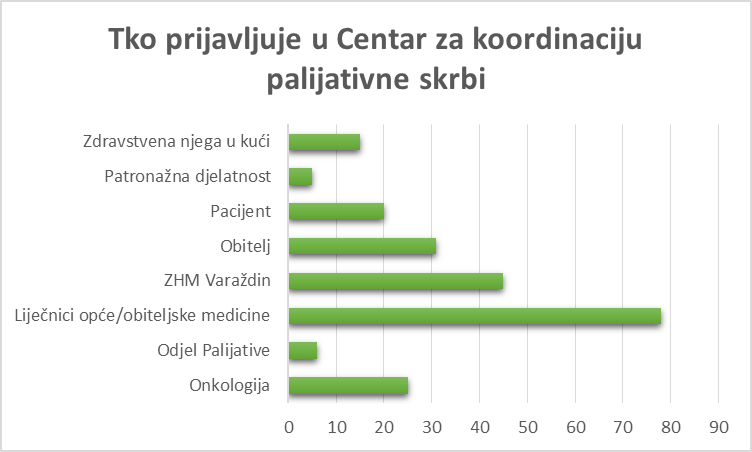 Tko prijavljuje u Centar za koordinaciju
palijativne skrbi
Zdravstvena njega u kući
Patronažna djelatnost
Pacijent
Obitelj
ZHM Varaždin
Liječnici opće/obiteljske medicine
Odjel Palijative
Onkologija
0 10 20 30 40 50 60 70 80 90